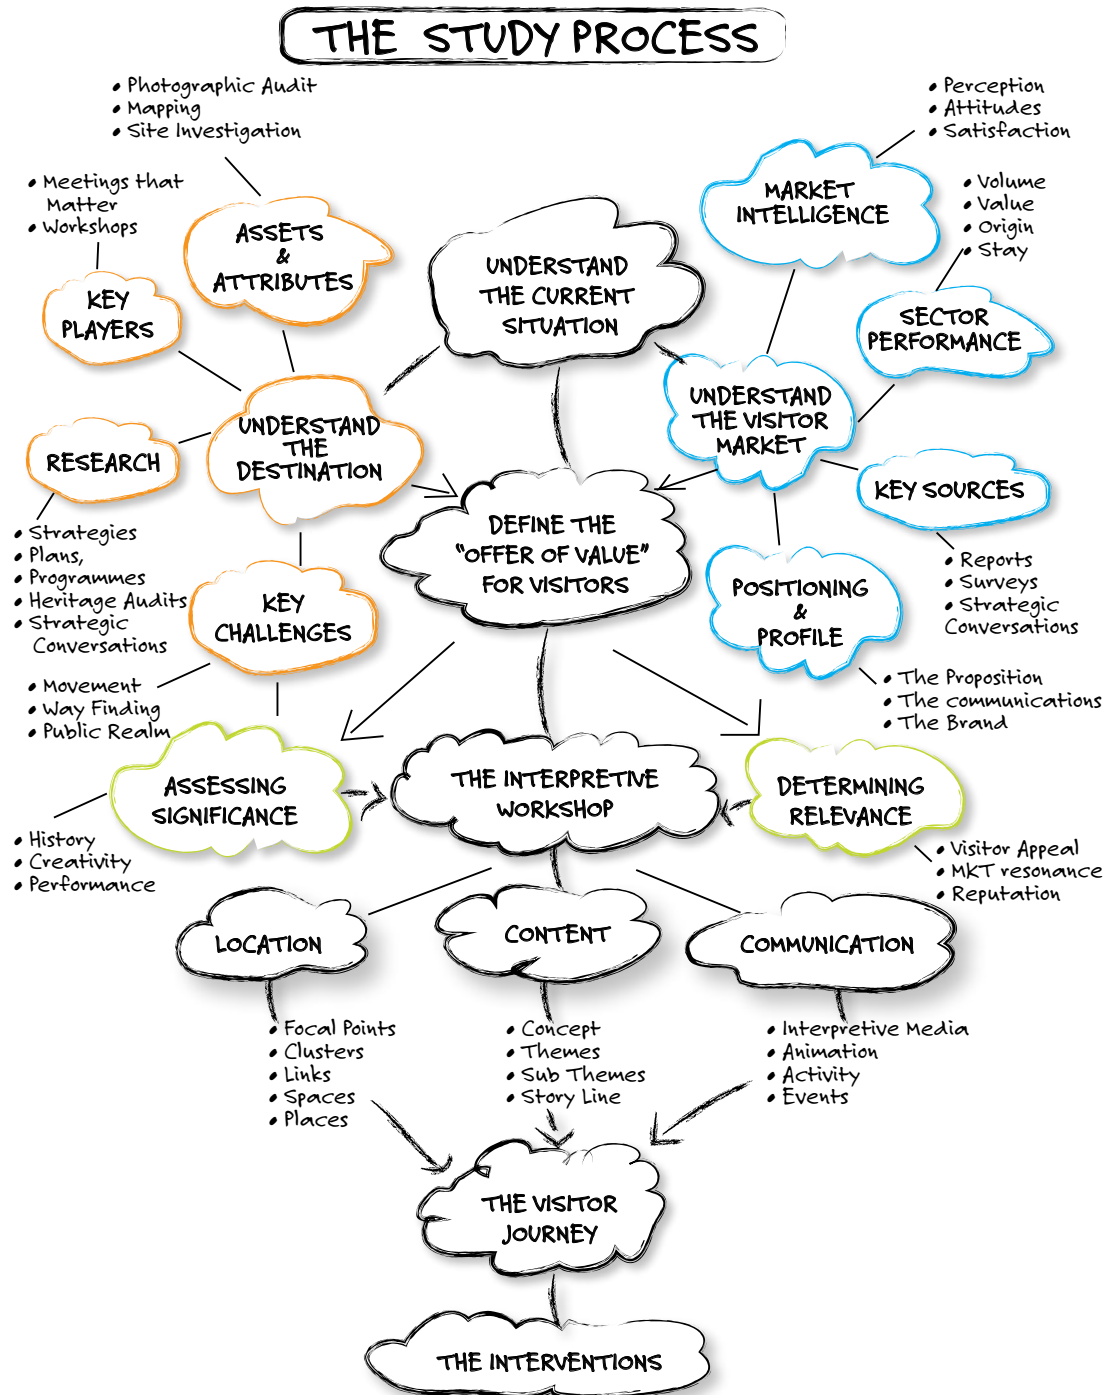 THE STUDY PROCESS
• Photographic Audit
• Mapping
• Site Investigation
• Perception
• Attitudes
• Satisfaction
• Meetings that
Matter
• Workshops
• Volume
• Value
• Origin
• Stay
MARKET
INTELLIGENCE
ASSETS
&
ATTRIBUTES
UNDERSTAND
THE CURRENT
SITUATION
KEY
PLAYERS
SECTOR
PERFORMANCE
UNDERSTAND
THE VISITOR
MARKET
UNDERSTAND
THE
DESTINATION
RESEARCH
KEY SOURCES
DEFINE THE
“OFFER OF VALUE”
FOR VISITORS
• Strategies
• Plans,
• Programmes
• Heritage Audits
• Strategic
Conversations
• Reports
• Surveys
• Strategic
Conversations
KEY
CHALLENGES
POSITIONING
&
PROFILE
• Movement
• Way Finding
• Public Realm
• The Proposition
• The communications
• The Brand
ASSESSING
SIGNIFICANCE
THE INTERPRETIVE
WORKSHOP
DETERMINING
RELEVANCE
• History
• Creativity
• Performance
• Visitor Appeal
• MKT resonance
• Reputation
LOCATION
CONTENT
COMMUNICATION
• Focal Points
• Clusters
• Links
• Spaces
• Places
• Concept
• Themes
• Sub Themes
• Story Line
• Interpretive Media
• Animation
• Activity
• Events
THE VISITOR
JOURNEY
THE INTERVENTIONS